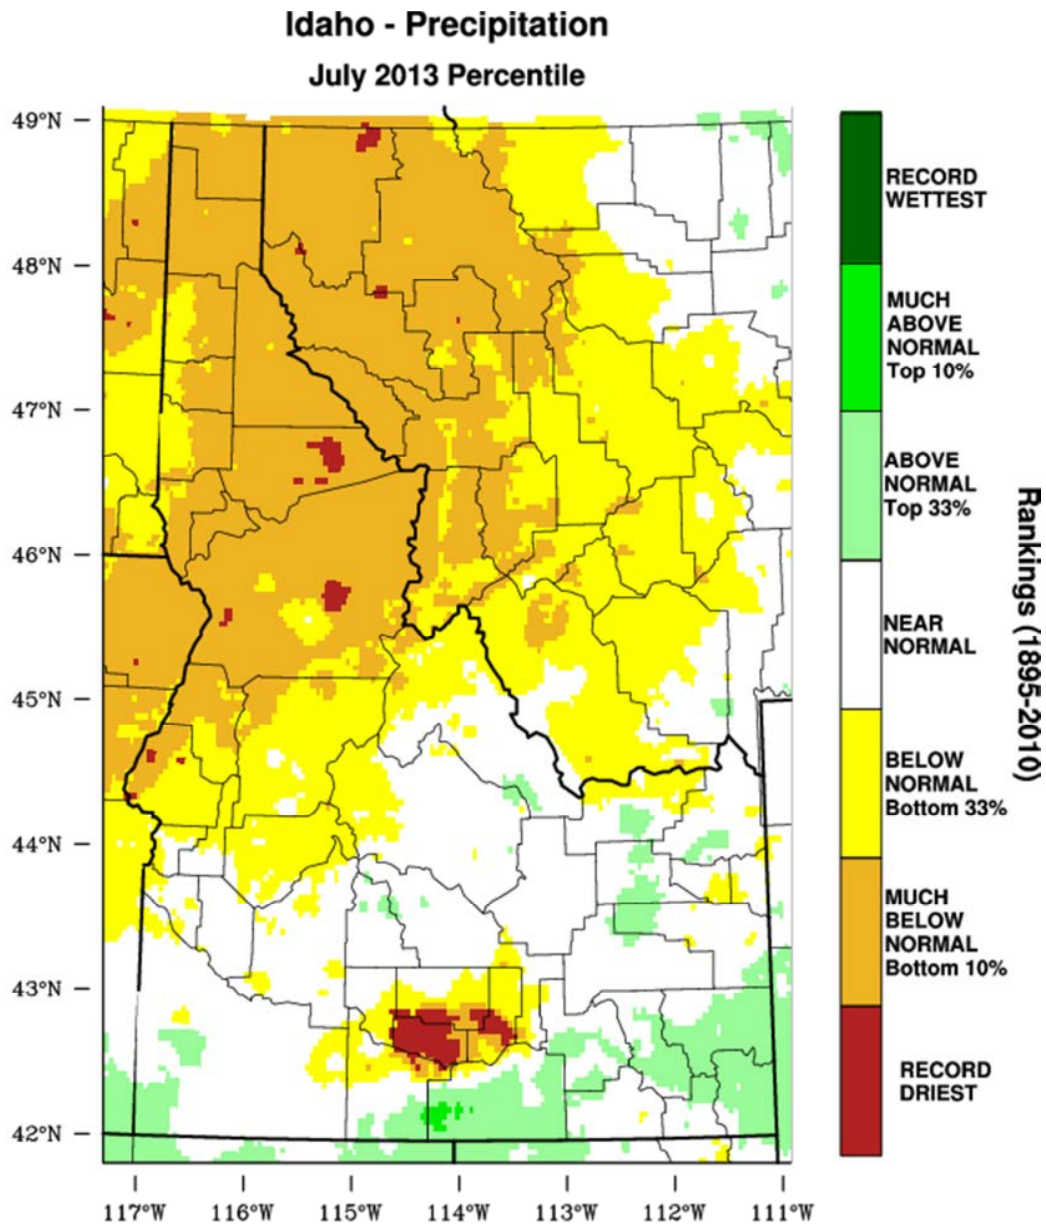 Idaho - Precipitation
July 2013 Percentile
49°N
48°N
47°N
46°N
45°N
44°N
43°N
42°N
117°W
116°W
115°W
114°W
113°W
112°W
111°W
RECORD
WETTEST
MUCH
ABOVE
NORMAL
Top 10%
ABOVE
NORMAL
Top 33%
NEAR
NORMAL
BELOW
NORMAL
Bottom 33%
MUCH
BELOW
NORMAL
Bottom 10%
RECORD
DRIEST
Rankings (1895-2010)